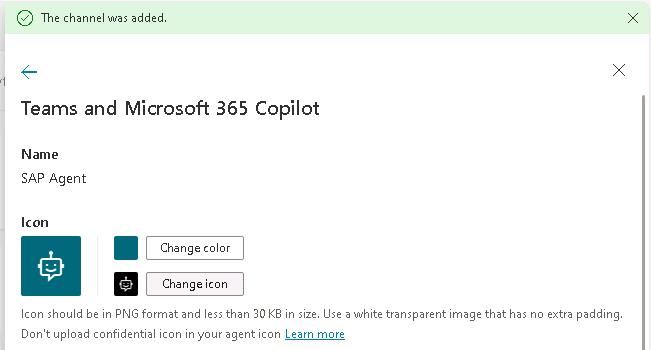 The channel was added.
Teams and Microsoft 365 Copilot
Name
SAP Agent
Icon
Change color
Change icon
Icon should be in PNG format and less than 30 KB in size. Use a white transparent image that has no extra padding.
Don't upload confidential icon in your agent icon Learn more